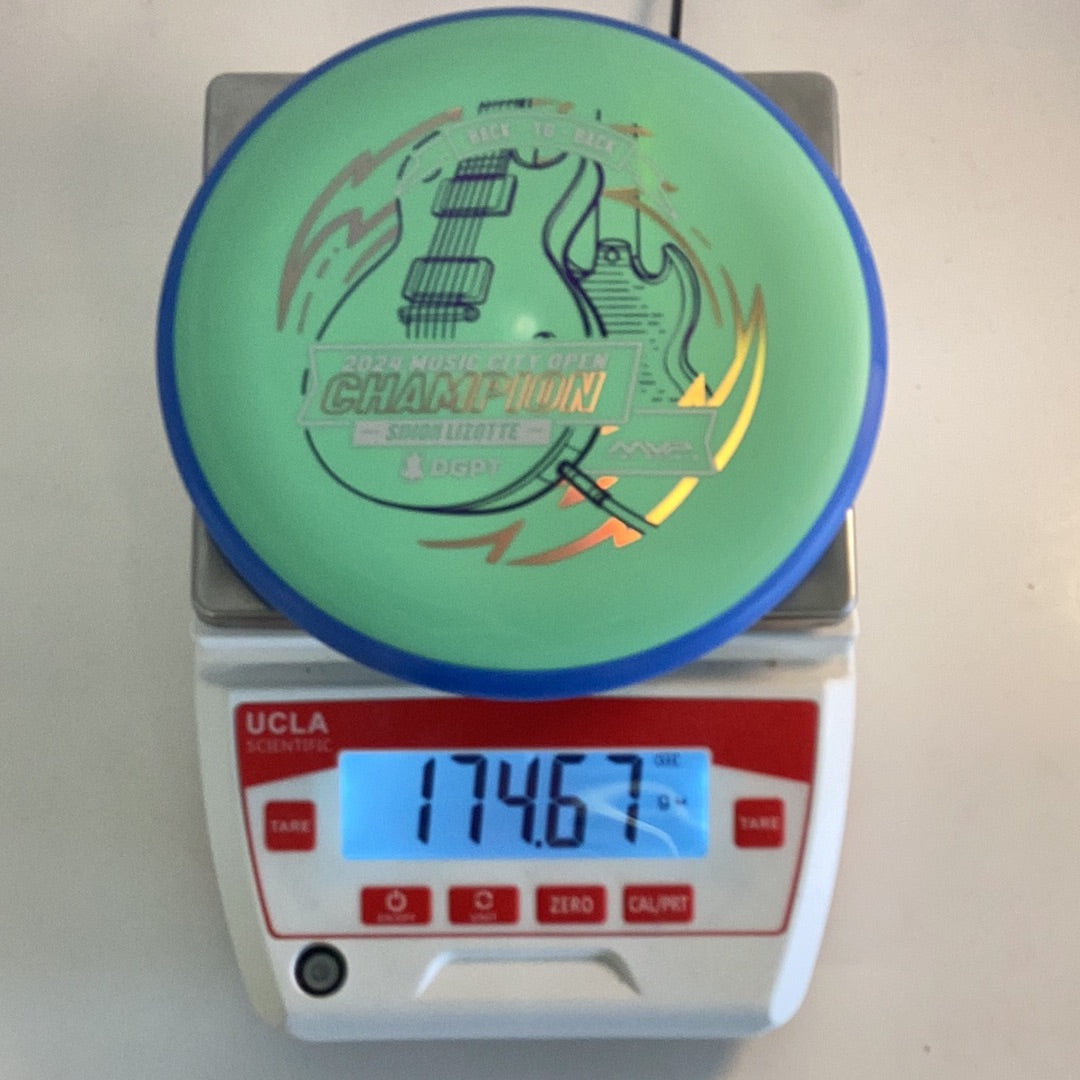 BACK TO BACK
2024 MUSIC CITY OPEN
CHAMPION
— SIMON LIZOTTE —
DGPT
MVP
UCLA
SCIENTIFIC
174.67
g
TARE
TARE
ZERO
CAL/PRT